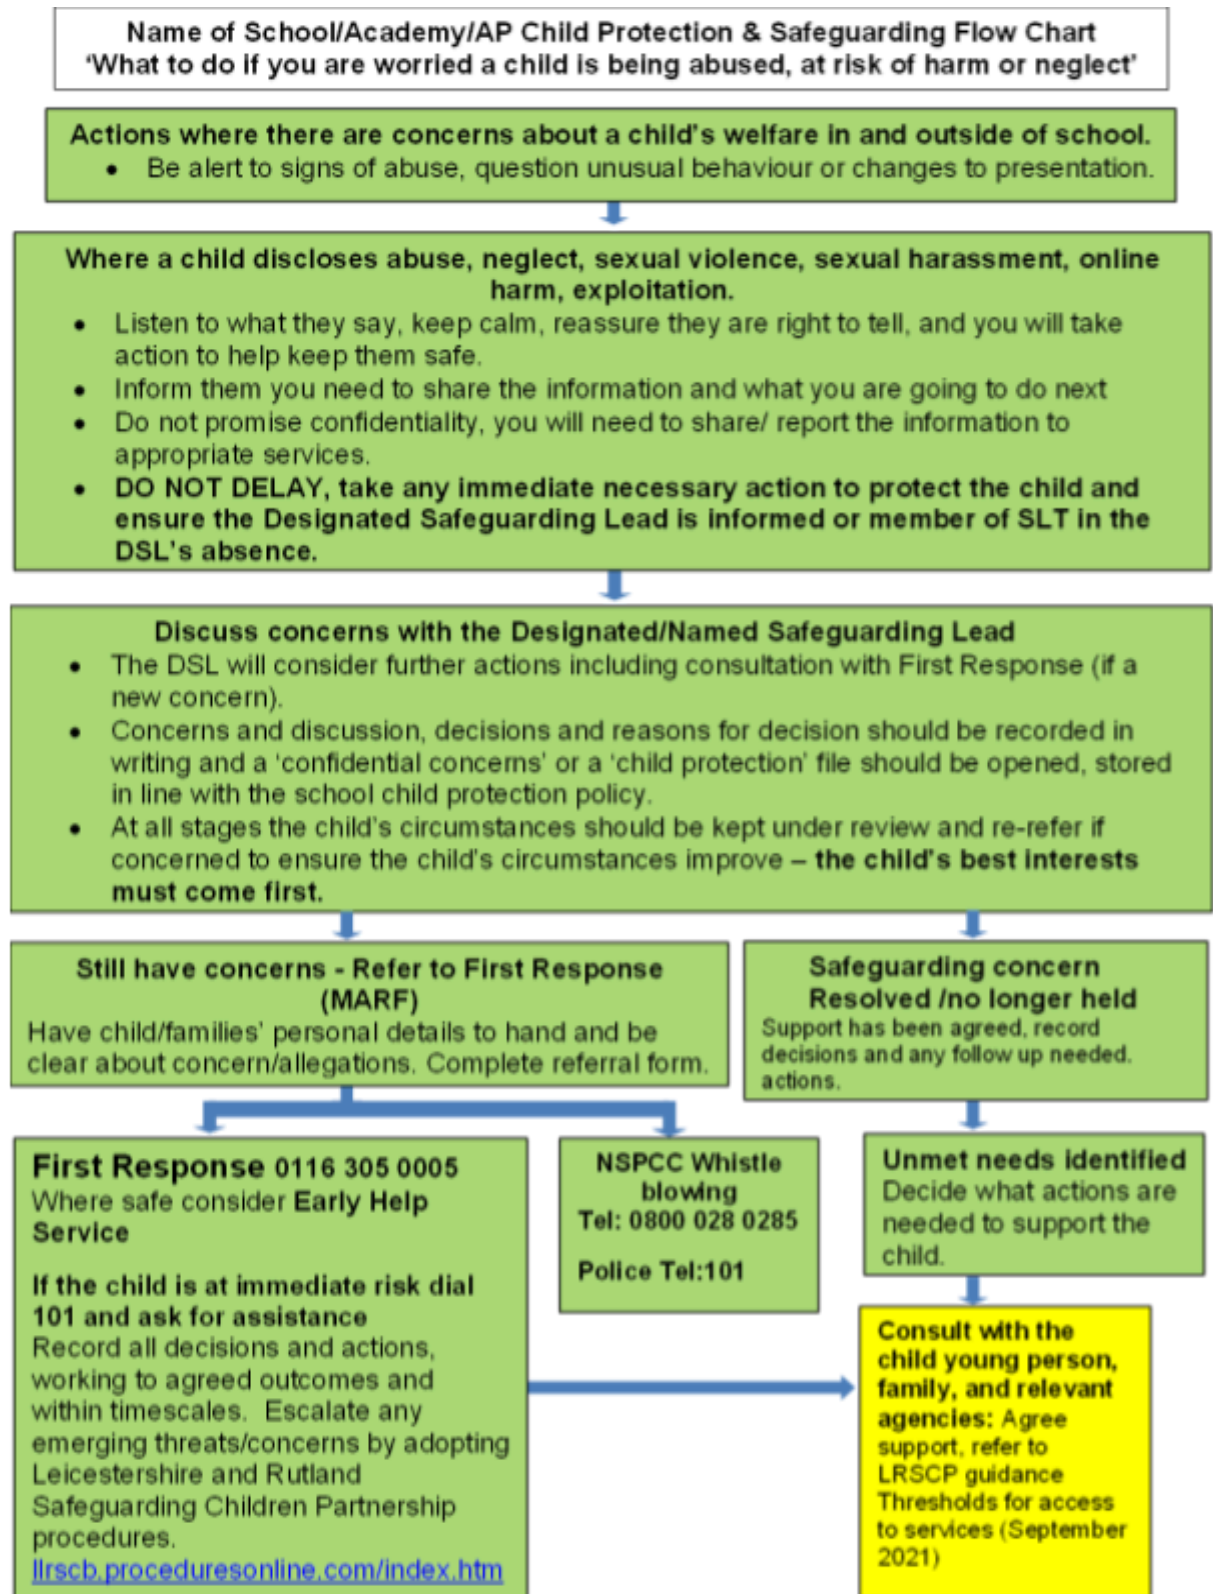 Name of School/Academy/AP Child Protection & Safeguarding Flow Chart
‘What to do if you are worried a child is being abused, at risk of harm or neglect’
Actions where there are concerns about a child’s welfare in and outside of school.
• Be alert to signs of abuse, question unusual behaviour or changes to presentation.
Where a child discloses abuse, neglect, sexual violence, sexual harassment, online
harm, exploitation.
• Listen to what they say, keep calm, reassure they are right to tell, and you will take
action to help keep them safe.
• Inform them you need to share the information and what you are going to do next
• Do not promise confidentiality, you will need to share/ report the information to
appropriate services.
• DO NOT DELAY, take any immediate necessary action to protect the child and
ensure the Designated Safeguarding Lead is informed or member of SLT in the
DSL’s absence.
Discuss concerns with the Designated/Named Safeguarding Lead
• The DSL will consider further actions including consultation with First Response (if a
new concern).
• Concerns and discussion, decisions and reasons for decision should be recorded in
writing and a ‘confidential concerns’ or a ‘child protection’ file should be opened, stored
in line with the school child protection policy.
• At all stages the child’s circumstances should be kept under review and re-refer if
concerned to ensure the child’s circumstances improve – the child’s best interests
must come first.
Still have concerns - Refer to First Response
(MARF)
Have child/families’ personal details to hand and be
clear about concern/allegations. Complete referral form.
Safeguarding concern
Resolved /no longer held
Support has been agreed, record
decisions and any follow up needed.
actions.
First Response 0116 305 0005
Where safe consider Early Help
Service
If the child is at immediate risk dial
101 and ask for assistance
Record all decisions and actions,
working to agreed outcomes and
within timescales.  Escalate any
emerging threats/concerns by adopting
Leicestershire and Rutland
Safeguarding Children Partnership
procedures.
llrscb.proceduresonline.com/index.htm
NSPCC Whistle
blowing
Tel: 0800 028 0285
Police Tel:101
Unmet needs identified
Decide what actions are
needed to support the
child.
Consult with the
child young person,
family, and relevant
agencies: Agree
support, refer to
LRSCP guidance
Thresholds for access
to services (September
2021)